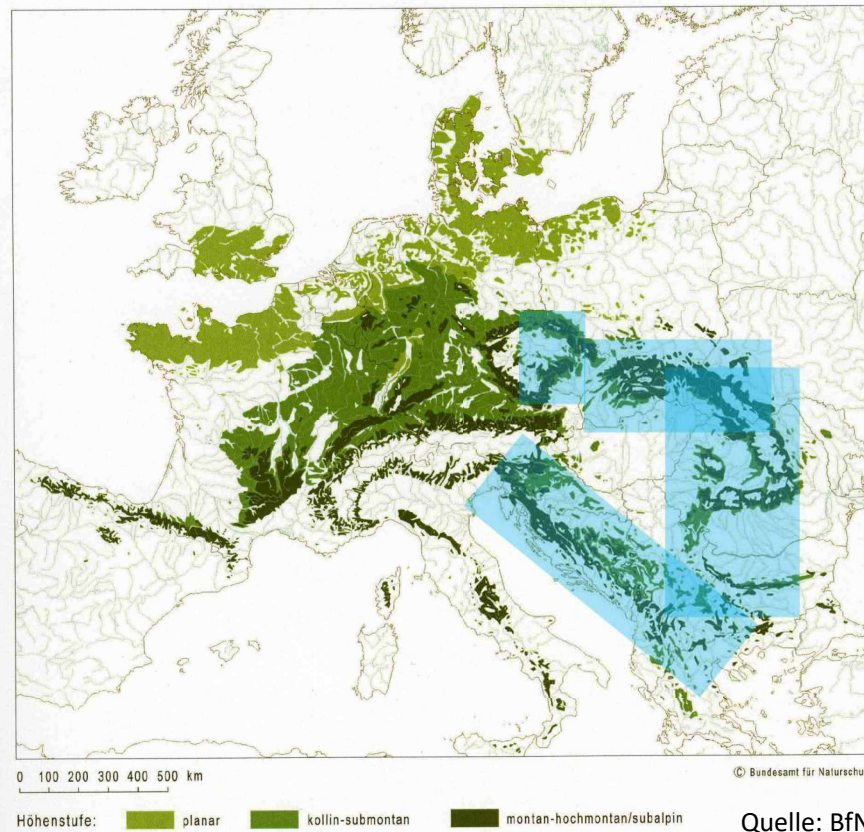 0 100 200 300 400 500 km
© Bundesamt für Naturschu
Höhenstufe: planar kollin-submontan montan-hochmontan/subalpin
Quelle: BfN